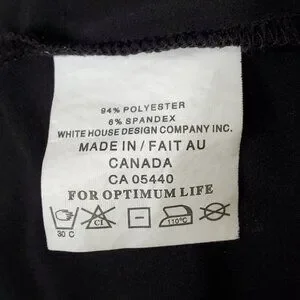 94% POLYESTER
6% SPANDEX
WHITE HOUSE DESIGN COMPANY INC.
MADE IN / FAIT AU
CANADA
CA 05440
FOR OPTIMUM LIFE
CL 110°C
30 C